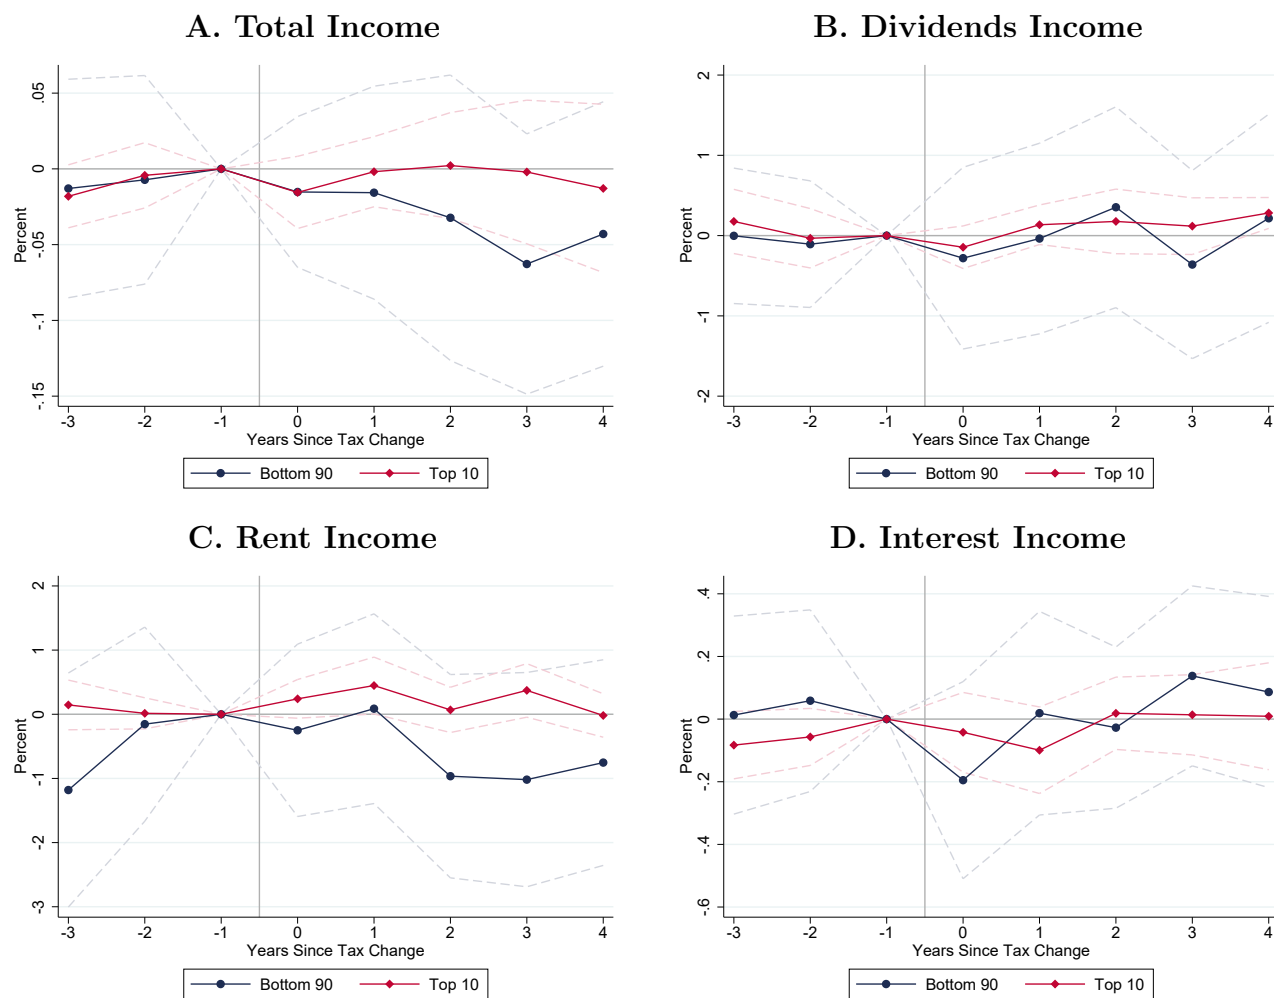 A. Total Income
.05
0
-.05
-.1
-.15
Percent
-3 -2 -1 0 1 2 3 4
Years Since Tax Change
Bottom 90 Top 10
B. Dividends Income
2
1
0
-1
-2
Percent
-3 -2 -1 0 1 2 3 4
Years Since Tax Change
Bottom 90 Top 10
C. Rent Income
2
1
0
-1
-2
-3
Percent
-3 -2 -1 0 1 2 3 4
Years Since Tax Change
Bottom 90 Top 10
D. Interest Income
.4
.2
0
-.2
-.4
-.6
Percent
-3 -2 -1 0 1 2 3 4
Years Since Tax Change
Bottom 90 Top 10